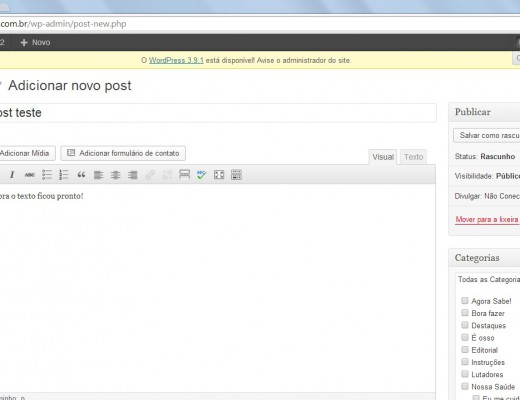 .com.br/wp-admin/post-new.php
2 + Novo
O WordPress 3.9.1 está disponível! Avise o administrador do site.
Adicionar novo post
ost teste
Publicar
Salvar como rascu
Adicionar Mídia Adicionar formulário de contato
Visual Texto
Status: Rascunho
I ABC
Visibilidade: Públic
ora o texto ficou pronto!
Divulgar: Não Conec
Mover para a lixeira
Categorias
Todas as Categoria
Agora Sabe!
Bora fazer
Destaques
É osso
Editorial
Instruções
Lutadores
Nossa Saúde
Eu me cuid